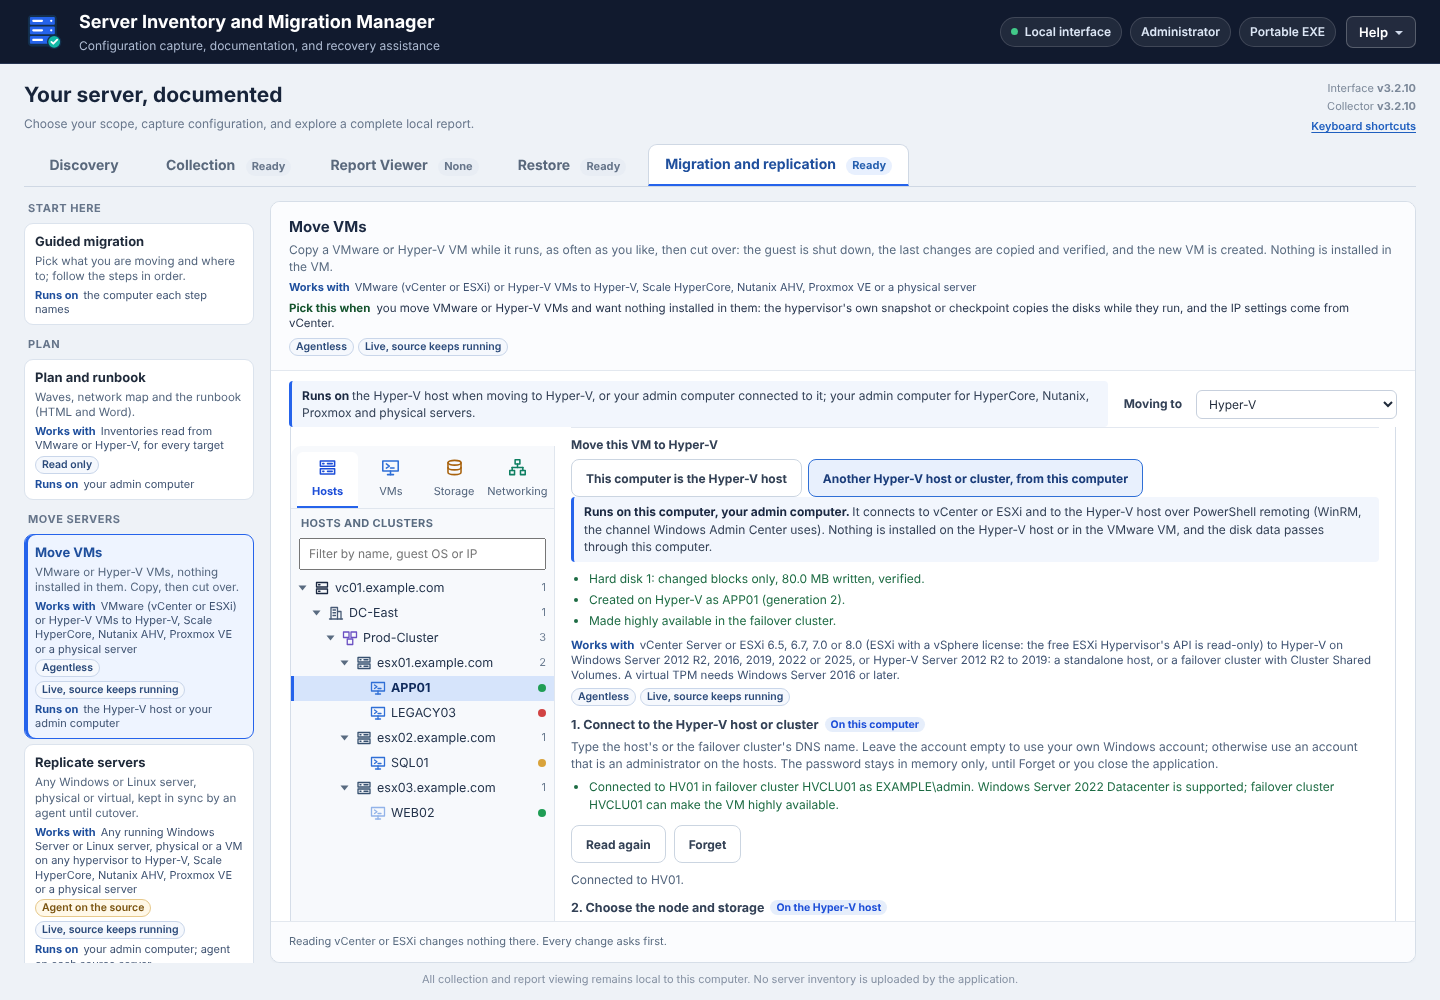 Server Inventory and Migration Manager
Configuration capture, documentation, and recovery assistance
Local interface
Administrator
Portable EXE
Help
Your server, documented
Choose your scope, capture configuration, and explore a complete local report.
Interface v3.2.10
Collector v3.2.10
Keyboard shortcuts
Discovery
Collection Ready
Report Viewer None
Restore Ready
Migration and replication Ready
START HERE
Guided migration
Pick what you are moving and where
to; follow the steps in order.
Runs on the computer each step
names
PLAN
Plan and runbook
Waves, network map and the runbook
(HTML and Word).
Works with Inventories read from
VMware or Hyper-V, for every target
Read only
Runs on your admin computer
MOVE SERVERS
Move VMs
VMware or Hyper-V VMs, nothing
installed in them. Copy, then cut over.
Works with VMware (vCenter or ESXi)
or Hyper-V VMs to Hyper-V, Scale
HyperCore, Nutanix AHV, Proxmox VE
or a physical server
Agentless
Live, source keeps running
Runs on the Hyper-V host or your
admin computer
Replicate servers
Any Windows or Linux server,
physical or virtual, kept in sync by an
agent until cutover.
Works with Any running Windows
Server or Linux server, physical or a VM
on any hypervisor to Hyper-V, Scale
HyperCore, Nutanix AHV, Proxmox VE
or a physical server
Agent on the source
Live, source keeps running
Runs on your admin computer; agent
on each source server
Move VMs
Copy a VMware or Hyper-V VM while it runs, as often as you like, then cut over: the guest is shut down, the last changes are copied and verified, and the new VM is created. Nothing is installed in
the VM.
Works with VMware (vCenter or ESXi) or Hyper-V VMs to Hyper-V, Scale HyperCore, Nutanix AHV, Proxmox VE or a physical server
Pick this when you move VMware or Hyper-V VMs and want nothing installed in them: the hypervisor's own snapshot or checkpoint copies the disks while they run, and the IP settings come from
vCenter.
Agentless
Live, source keeps running
Runs on the Hyper-V host when moving to Hyper-V, or your admin computer connected to it; your admin computer for HyperCore, Nutanix,
Proxmox and physical servers.
Moving to
Hyper-V
Hosts
VMs
Storage
Networking
HOSTS AND CLUSTERS
Filter by name, guest OS or IP
vc01.example.com 1
DC-East 1
Prod-Cluster 3
esx01.example.com 2
APP01
LEGACY03
esx02.example.com 1
SQL01
esx03.example.com 1
WEB02
Move this VM to Hyper-V
This computer is the Hyper-V host
Another Hyper-V host or cluster, from this computer
Runs on this computer, your admin computer. It connects to vCenter or ESXi and to the Hyper-V host over PowerShell remoting (WinRM,
the channel Windows Admin Center uses). Nothing is installed on the Hyper-V host or in the VMware VM, and the disk data passes
through this computer.
Hard disk 1: changed blocks only, 80.0 MB written, verified.
Created on Hyper-V as APP01 (generation 2).
Made highly available in the failover cluster.
Works with vCenter Server or ESXi 6.5, 6.7, 7.0 or 8.0 (ESXi with a vSphere license: the free ESXi Hypervisor's API is read-only) to Hyper-V on
Windows Server 2012 R2, 2016, 2019, 2022 or 2025, or Hyper-V Server 2012 R2 to 2019: a standalone host, or a failover cluster with Cluster Shared
Volumes. A virtual TPM needs Windows Server 2016 or later.
Agentless
Live, source keeps running
1. Connect to the Hyper-V host or cluster On this computer
Type the host's or the failover cluster's DNS name. Leave the account empty to use your own Windows account; otherwise use an account
that is an administrator on the hosts. The password stays in memory only, until Forget or you close the application.
Connected to HV01 in failover cluster HVCLU01 as EXAMPLE\admin. Windows Server 2022 Datacenter is supported; failover cluster
HVCLU01 can make the VM highly available.
Read again
Forget
Connected to HV01.
2. Choose the node and storage On the Hyper-V host
Reading vCenter or ESXi changes nothing there. Every change asks first.
All collection and report viewing remains local to this computer. No server inventory is uploaded by the application.